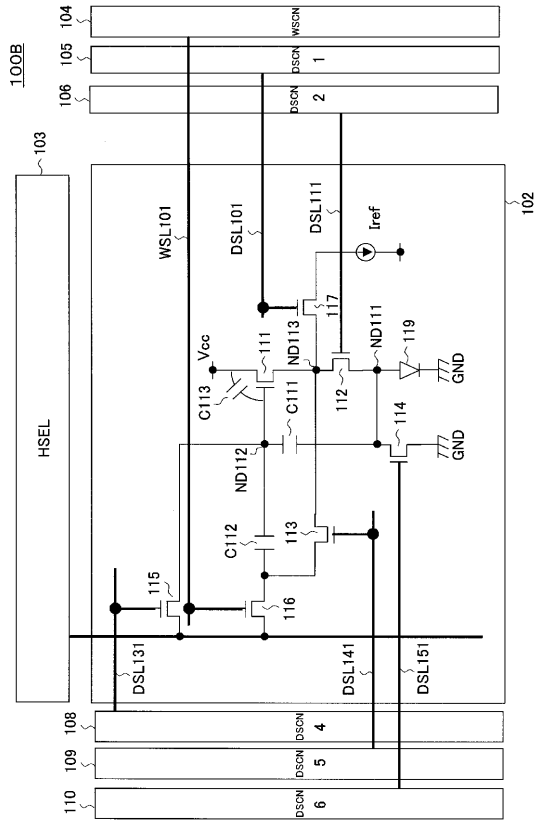 100B
104
WSCN
105
DSCN
1
106
DSCN
2
103
HSEL
102
WSL101
DSL101
DSL111
Iref
Vcc
C113
111
117
ND113
ND111
112
119
GND
C111
ND112
114
GND
C112
113
115
116
DSL131
DSL141
DSL151
108
DSCN
4
109
DSCN
5
110
DSCN
6